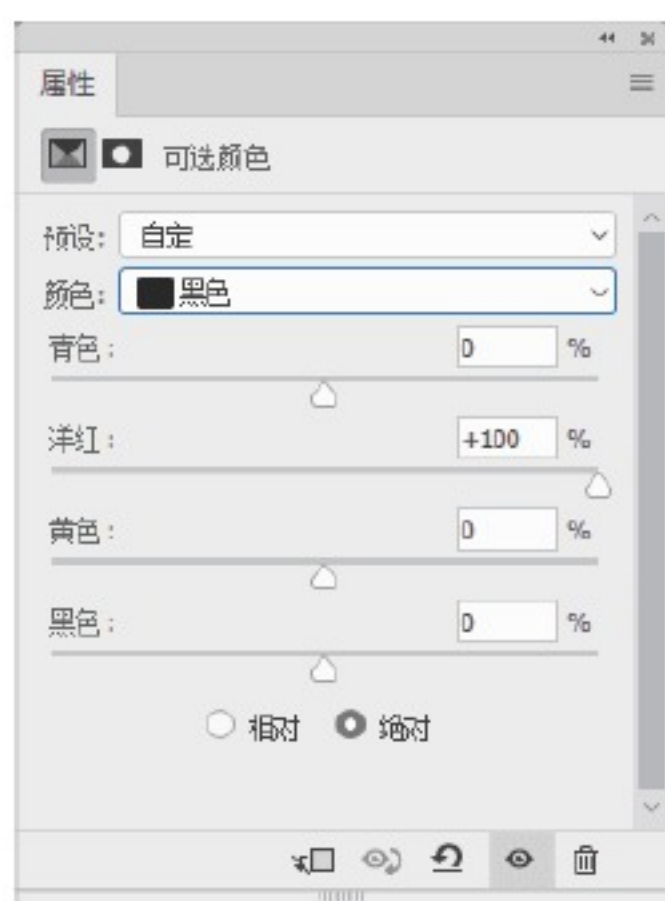 属性
可选颜色
预设: 自定
颜色: 黑色
青色: 0 %
洋红: +100 %
黄色: 0 %
黑色: 0 %
相对 绝对